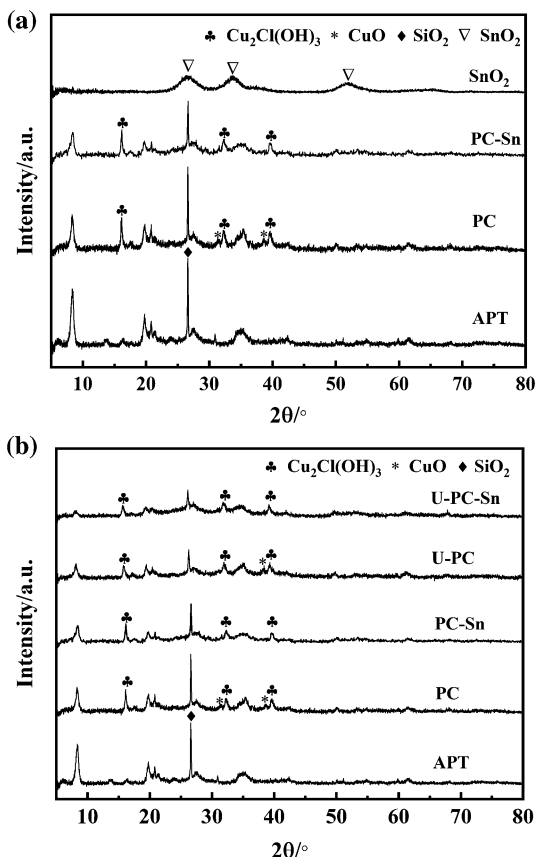 (a)
♣ Cu₂Cl(OH)₃ * CuO ♦ SiO₂ ▽ SnO₂
SnO₂
PC-Sn
PC
APT
Intensity/a.u.
10 20 30 40 50 60 70 80
2θ/°
(b)
♣ Cu₂Cl(OH)₃ * CuO ♦ SiO₂
U-PC-Sn
U-PC
PC-Sn
PC
APT
Intensity/a.u.
10 20 30 40 50 60 70 80
2θ/°